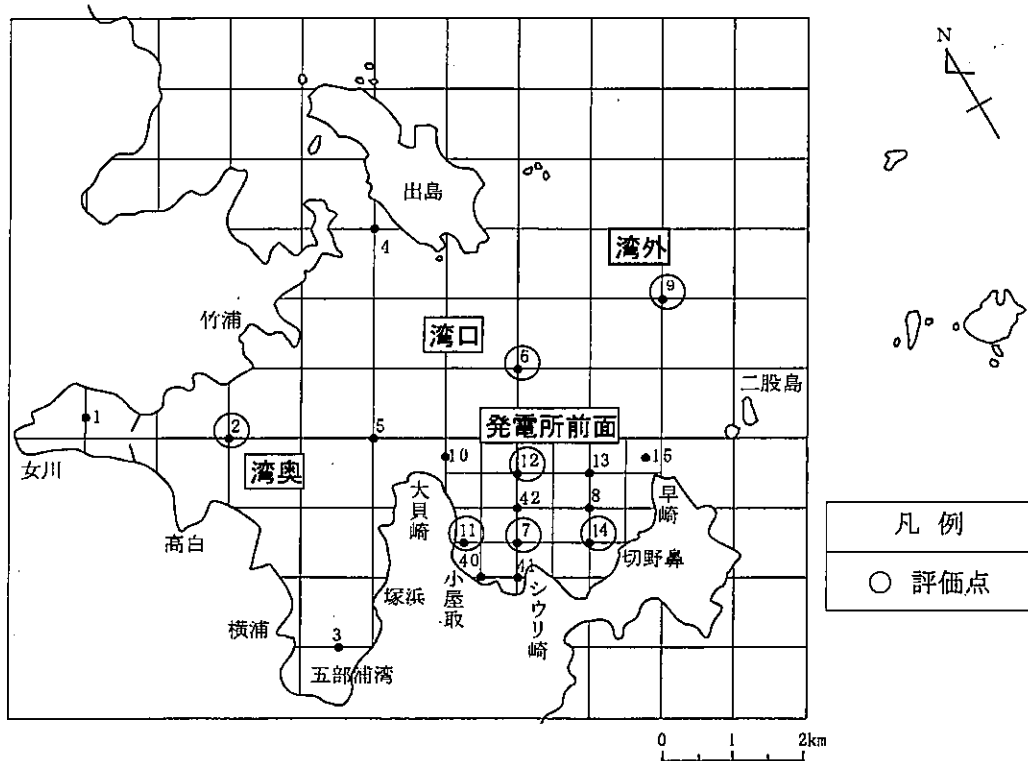 N
出島
4
湾外
9
竹浦
湾口
6
二股島
発電所前面
1
2
5
10
12
13
15
女川
湾奥
大貝崎
42
8
早崎
高白
11
7
14
切野鼻
40
41
小屋取
シウリ崎
塚浜
横浦
3
五部浦湾
凡例
○ 評価点
0 1 2km